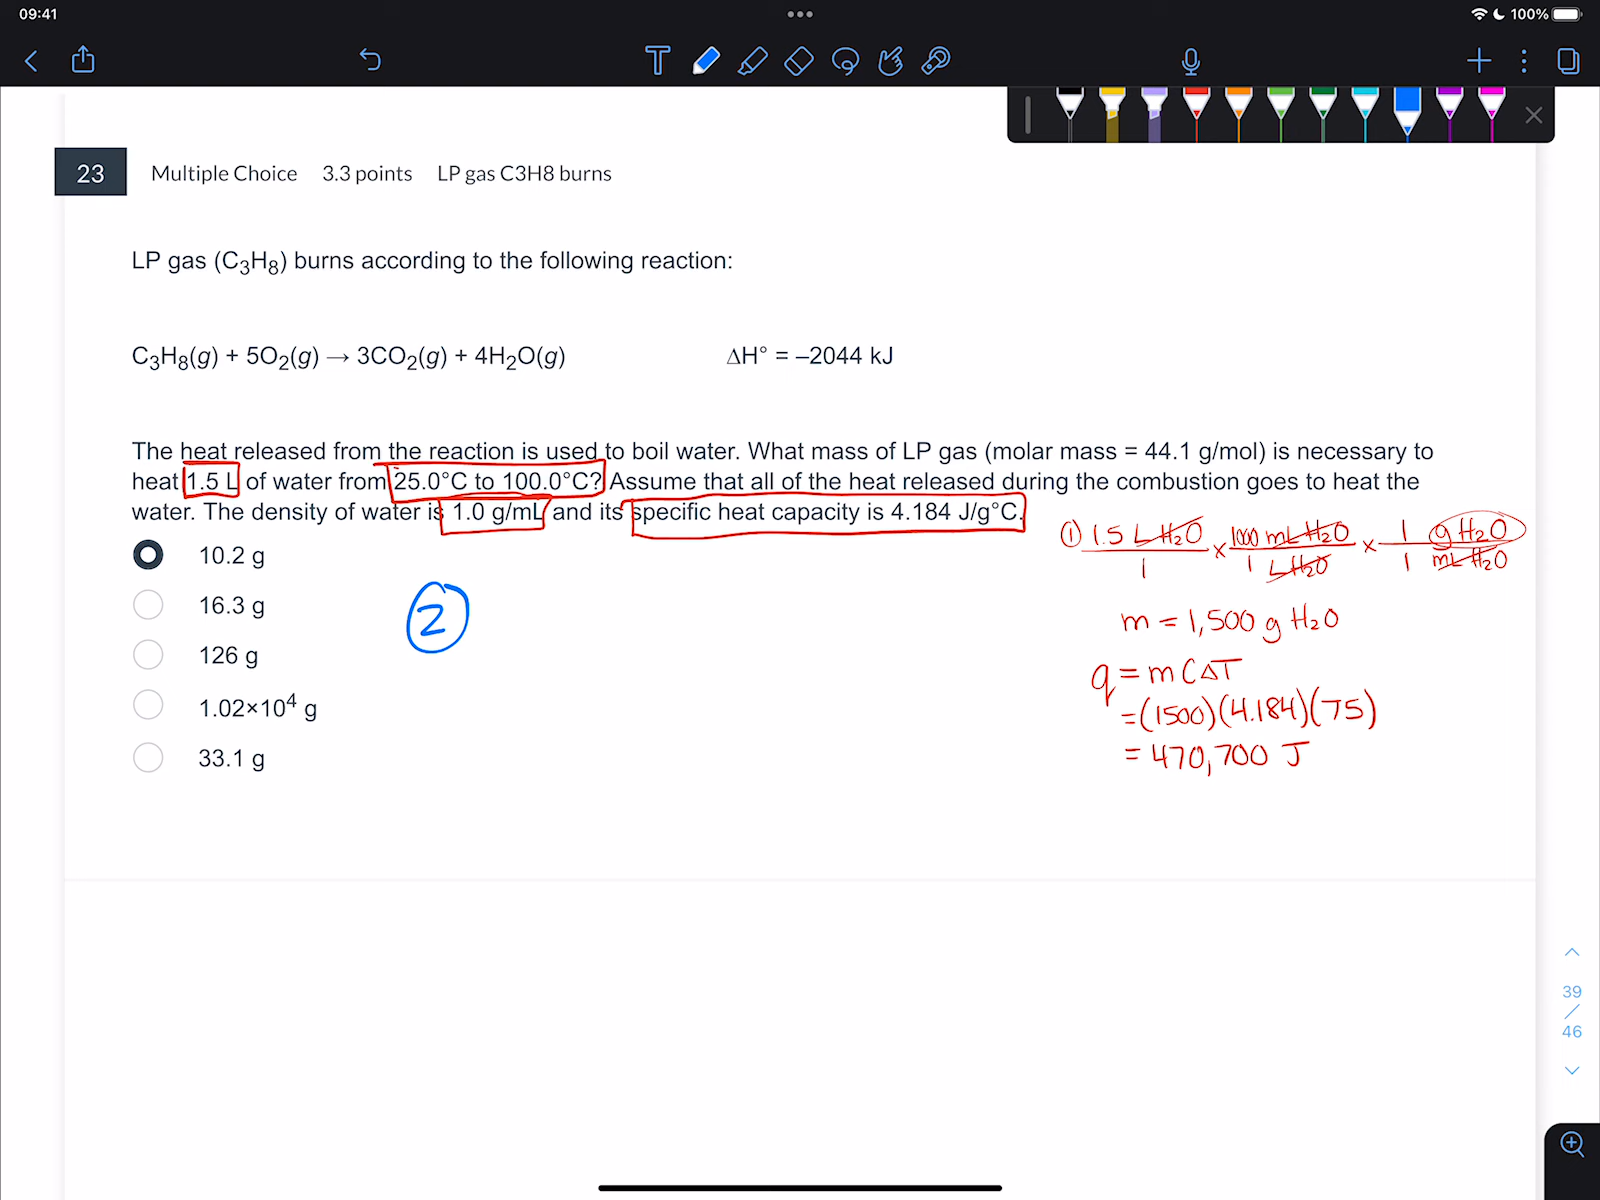 09:41
100%
23 Multiple Choice 3.3 points LP gas C3H8 burns
LP gas (C₃H₈) burns according to the following reaction:
C₃H₈(g) + 5O₂(g) → 3CO₂(g) + 4H₂O(g) ΔH° = –2044 kJ
The heat released from the reaction is used to boil water. What mass of LP gas (molar mass = 44.1 g/mol) is necessary to
heat 1.5 L of water from 25.0°C to 100.0°C? Assume that all of the heat released during the combustion goes to heat the
water. The density of water is 1.0 g/mL and its specific heat capacity is 4.184 J/g°C.
10.2 g
16.3 g
126 g
1.02×10⁴ g
33.1 g
2
① 1.5 L H₂O / 1 x 1000 mL H₂O / 1 L H₂O x 1 g H₂O / 1 mL H₂O
m = 1,500 g H₂O
q = mCΔT
= (1500)(4.184)(75)
= 470,700 J
39
/
46